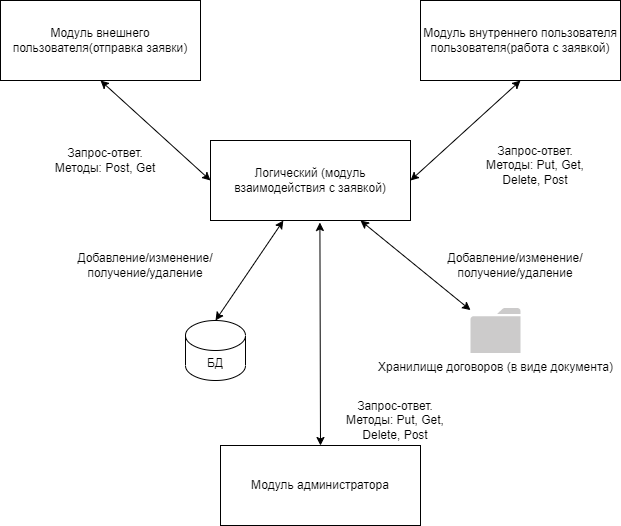 Модуль внешнего
пользователя(отправка заявки)
Модуль внутреннего пользователя
пользователя(работа с заявкой)
Запрос-ответ.
Методы: Post, Get
Логический (модуль
взаимодействия с заявкой)
Запрос-ответ.
Методы: Put, Get,
Delete, Post
Добавление/изменение/
получение/удаление
Добавление/изменение/
получение/удаление
БД
Хранилище договоров (в виде документа)
Запрос-ответ.
Методы: Put, Get,
Delete, Post
Модуль администратора